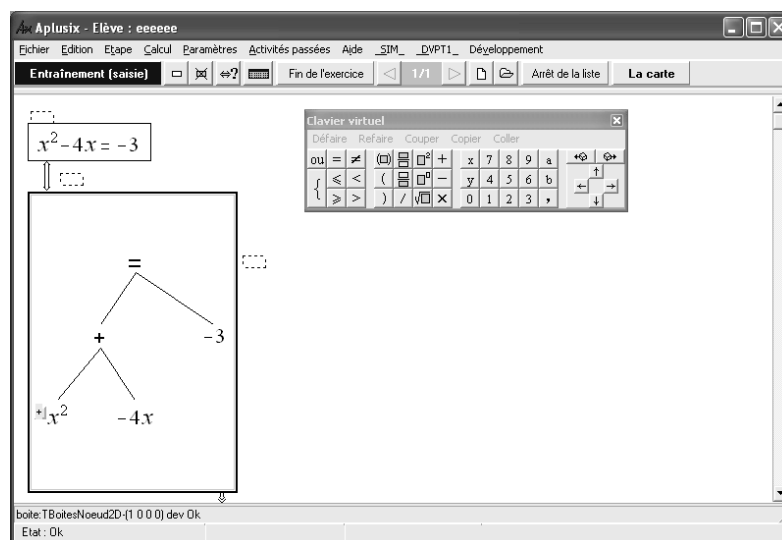 Aplusix - Elève : eeeeee
Fichier Edition Etape Calcul Paramètres Activités passées Aide _SIM_ _DVPT1_ Développement
Entraînement (saisie) ⇔? Fin de l'exercice 1/1 Arrêt de la liste La carte
x² − 4x = −3
Clavier virtuel
Défaire Refaire Couper Copier Coller
ou = ≠ (□) □² + x 7 8 9 a
{ ⩽ < ( □⁰ − y 4 5 6 b
⩾ > ) / √□ × 0 1 2 3 ,
=
+ −3
x² −4x
boite:TBoitesNoeud2D-(1 0 0 0) dev Ok
Etat : Ok